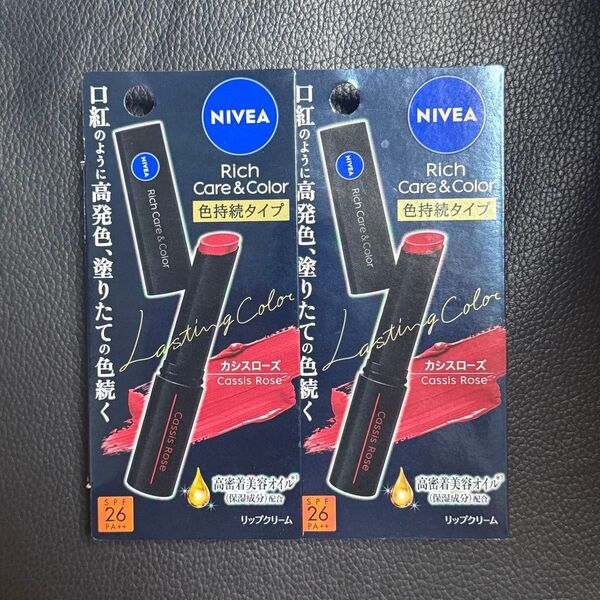 NIVEA
Rich
Care & Color
色持続タイプ
口紅のように高発色、塗りたての色続く
NIVEA
Rich Care & Color
Lasting Color
カシスローズ
Cassis Rose
Cassis Rose
高密着美容オイル
(保湿成分)配合
SPF
26
PA++
リップクリーム
NIVEA
Rich
Care & Color
色持続タイプ
口紅のように高発色、塗りたての色続く
NIVEA
Rich Care & Color
Lasting Color
カシスローズ
Cassis Rose
Cassis Rose
高密着美容オイル
(保湿成分)配合
SPF
26
PA++
リップクリーム